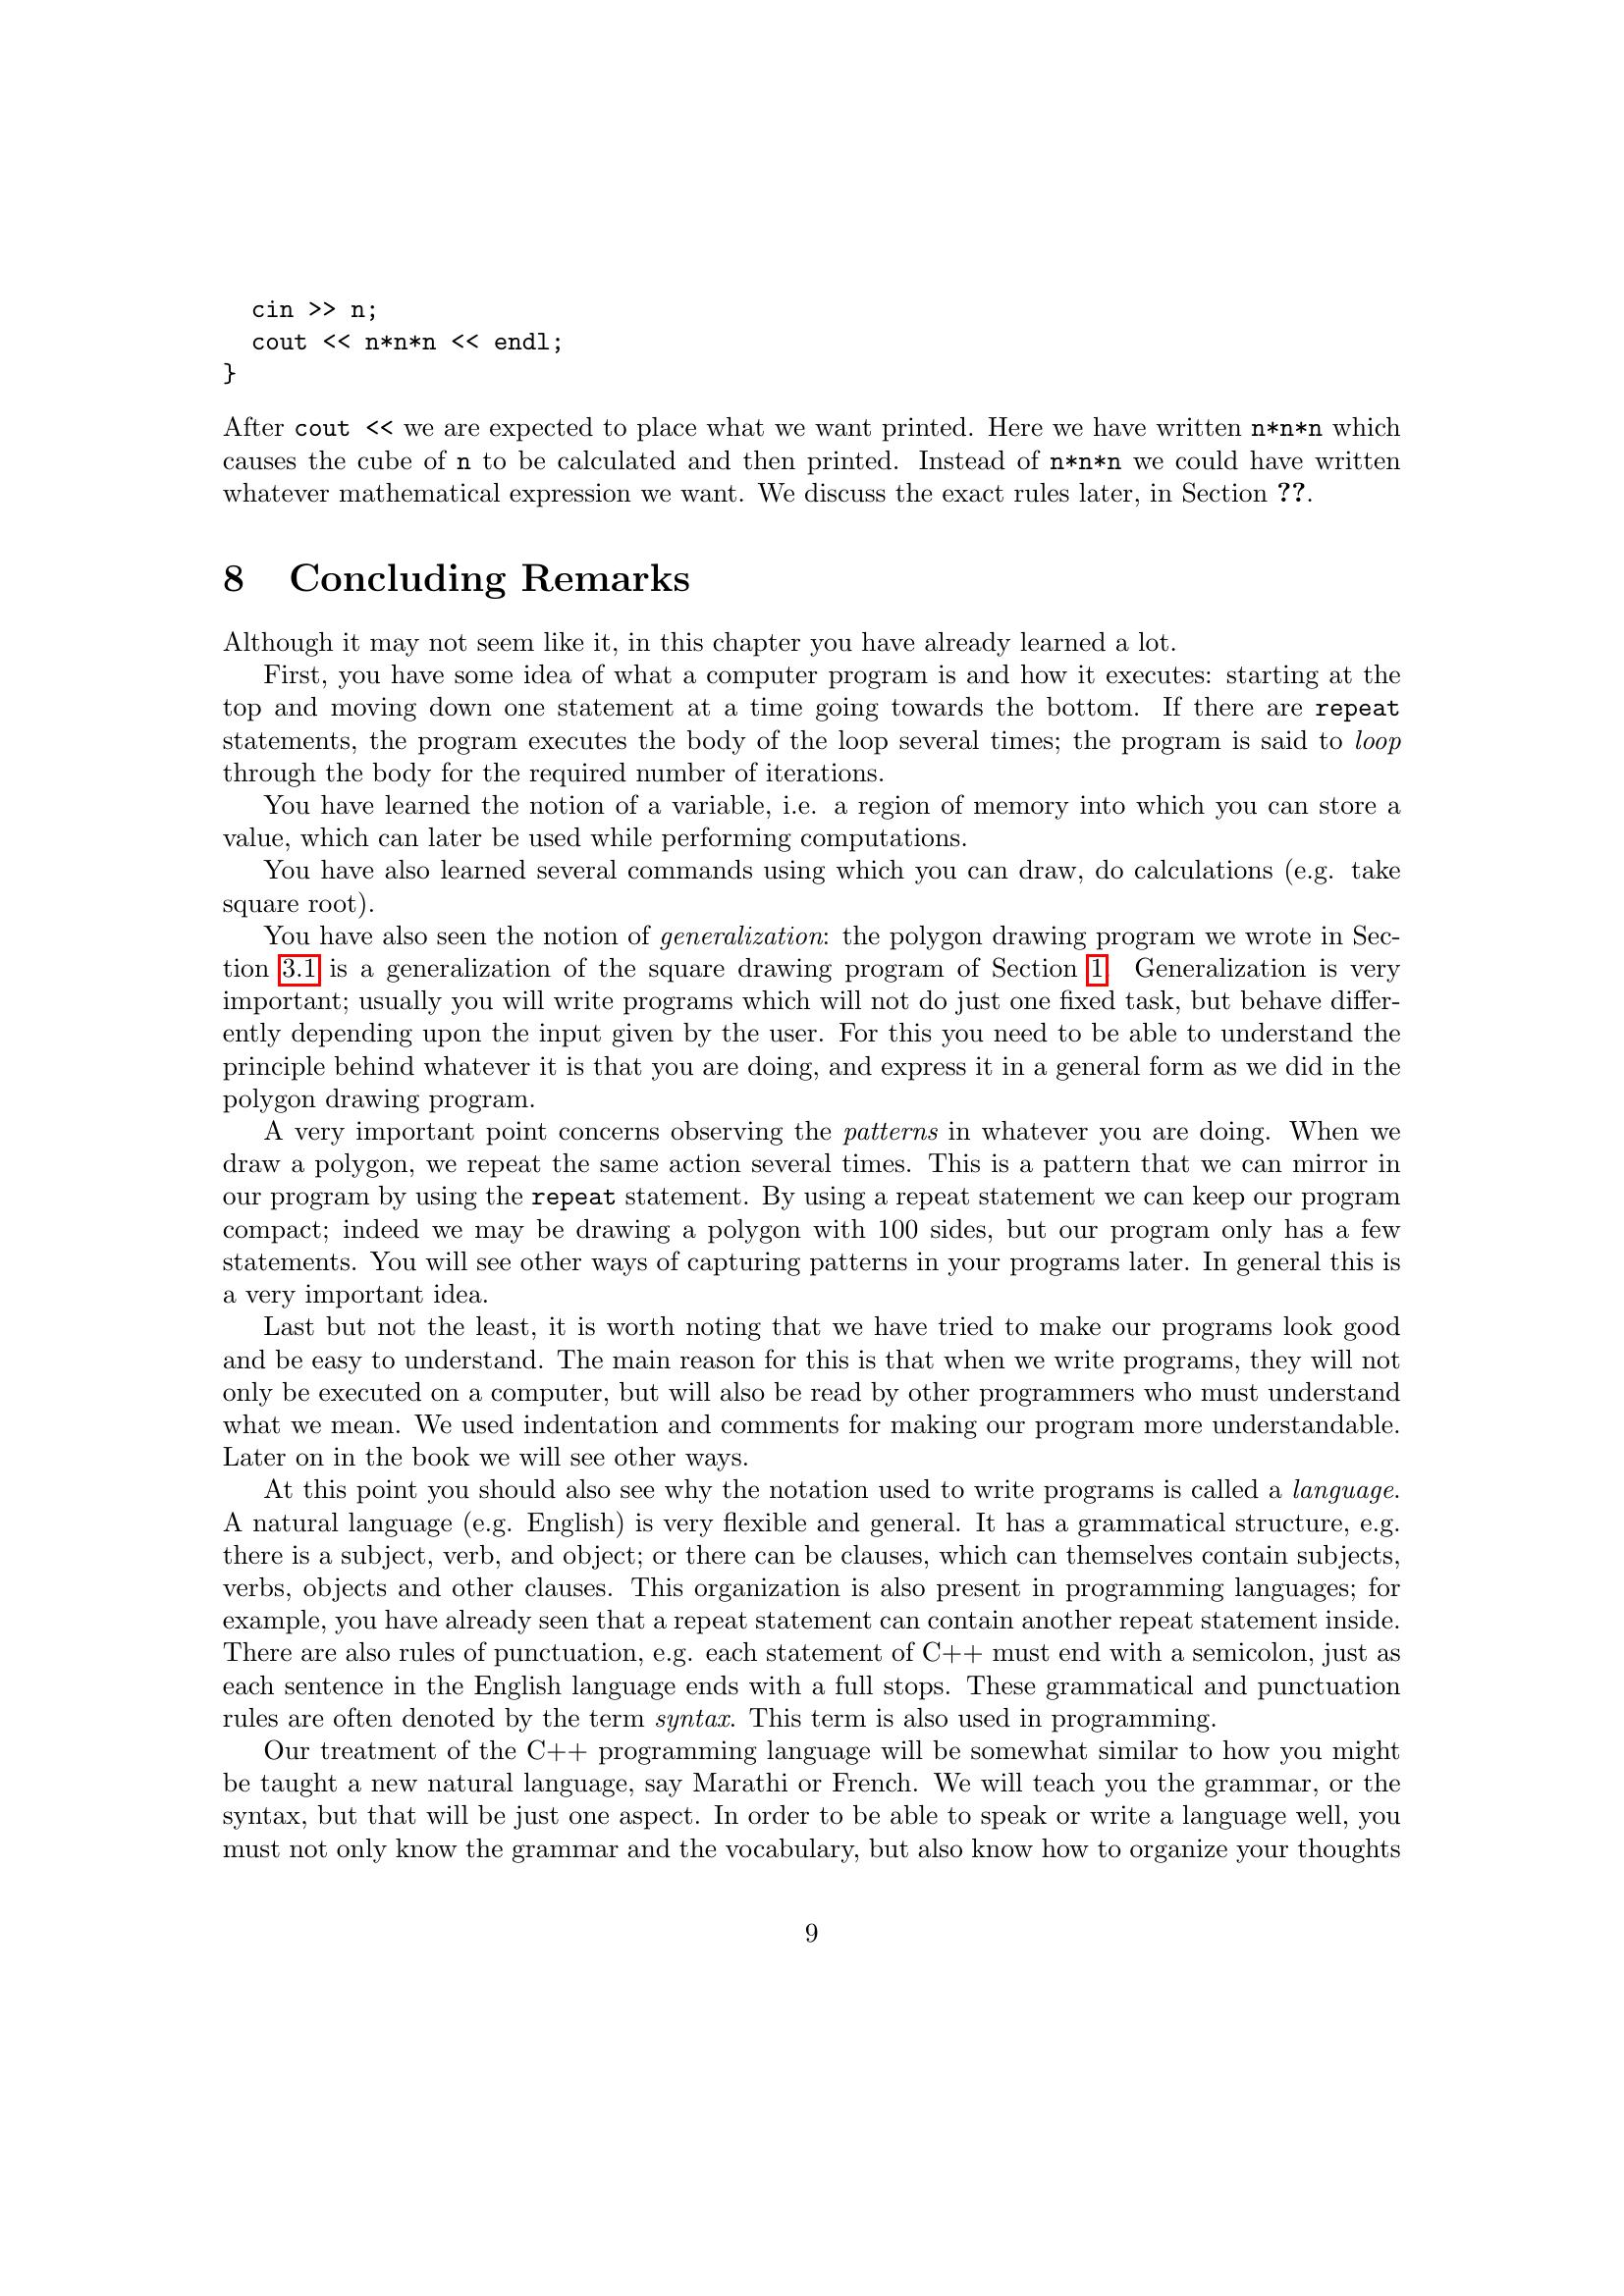 cin >> n;
cout << n*n*n << endl;
}
After cout << we are expected to place what we want printed. Here we have written n*n*n which
causes the cube of n to be calculated and then printed. Instead of n*n*n we could have written
whatever mathematical expression we want. We discuss the exact rules later, in Section ??.
8 Concluding Remarks
Although it may not seem like it, in this chapter you have already learned a lot.
First, you have some idea of what a computer program is and how it executes: starting at the
top and moving down one statement at a time going towards the bottom. If there are repeat
statements, the program executes the body of the loop several times; the program is said to loop
through the body for the required number of iterations.
You have learned the notion of a variable, i.e. a region of memory into which you can store a
value, which can later be used while performing computations.
You have also learned several commands using which you can draw, do calculations (e.g. take
square root).
You have also seen the notion of generalization: the polygon drawing program we wrote in Sec-
tion 3.1 is a generalization of the square drawing program of Section 1. Generalization is very
important; usually you will write programs which will not do just one fixed task, but behave differ-
ently depending upon the input given by the user. For this you need to be able to understand the
principle behind whatever it is that you are doing, and express it in a general form as we did in the
polygon drawing program.
A very important point concerns observing the patterns in whatever you are doing. When we
draw a polygon, we repeat the same action several times. This is a pattern that we can mirror in
our program by using the repeat statement. By using a repeat statement we can keep our program
compact; indeed we may be drawing a polygon with 100 sides, but our program only has a few
statements. You will see other ways of capturing patterns in your programs later. In general this is
a very important idea.
Last but not the least, it is worth noting that we have tried to make our programs look good
and be easy to understand. The main reason for this is that when we write programs, they will not
only be executed on a computer, but will also be read by other programmers who must understand
what we mean. We used indentation and comments for making our program more understandable.
Later on in the book we will see other ways.
At this point you should also see why the notation used to write programs is called a language.
A natural language (e.g. English) is very flexible and general. It has a grammatical structure, e.g.
there is a subject, verb, and object; or there can be clauses, which can themselves contain subjects,
verbs, objects and other clauses. This organization is also present in programming languages; for
example, you have already seen that a repeat statement can contain another repeat statement inside.
There are also rules of punctuation, e.g. each statement of C++ must end with a semicolon, just as
each sentence in the English language ends with a full stops. These grammatical and punctuation
rules are often denoted by the term syntax. This term is also used in programming.
Our treatment of the C++ programming language will be somewhat similar to how you might
be taught a new natural language, say Marathi or French. We will teach you the grammar, or the
syntax, but that will be just one aspect. In order to be able to speak or write a language well, you
must not only know the grammar and the vocabulary, but also know how to organize your thoughts
9